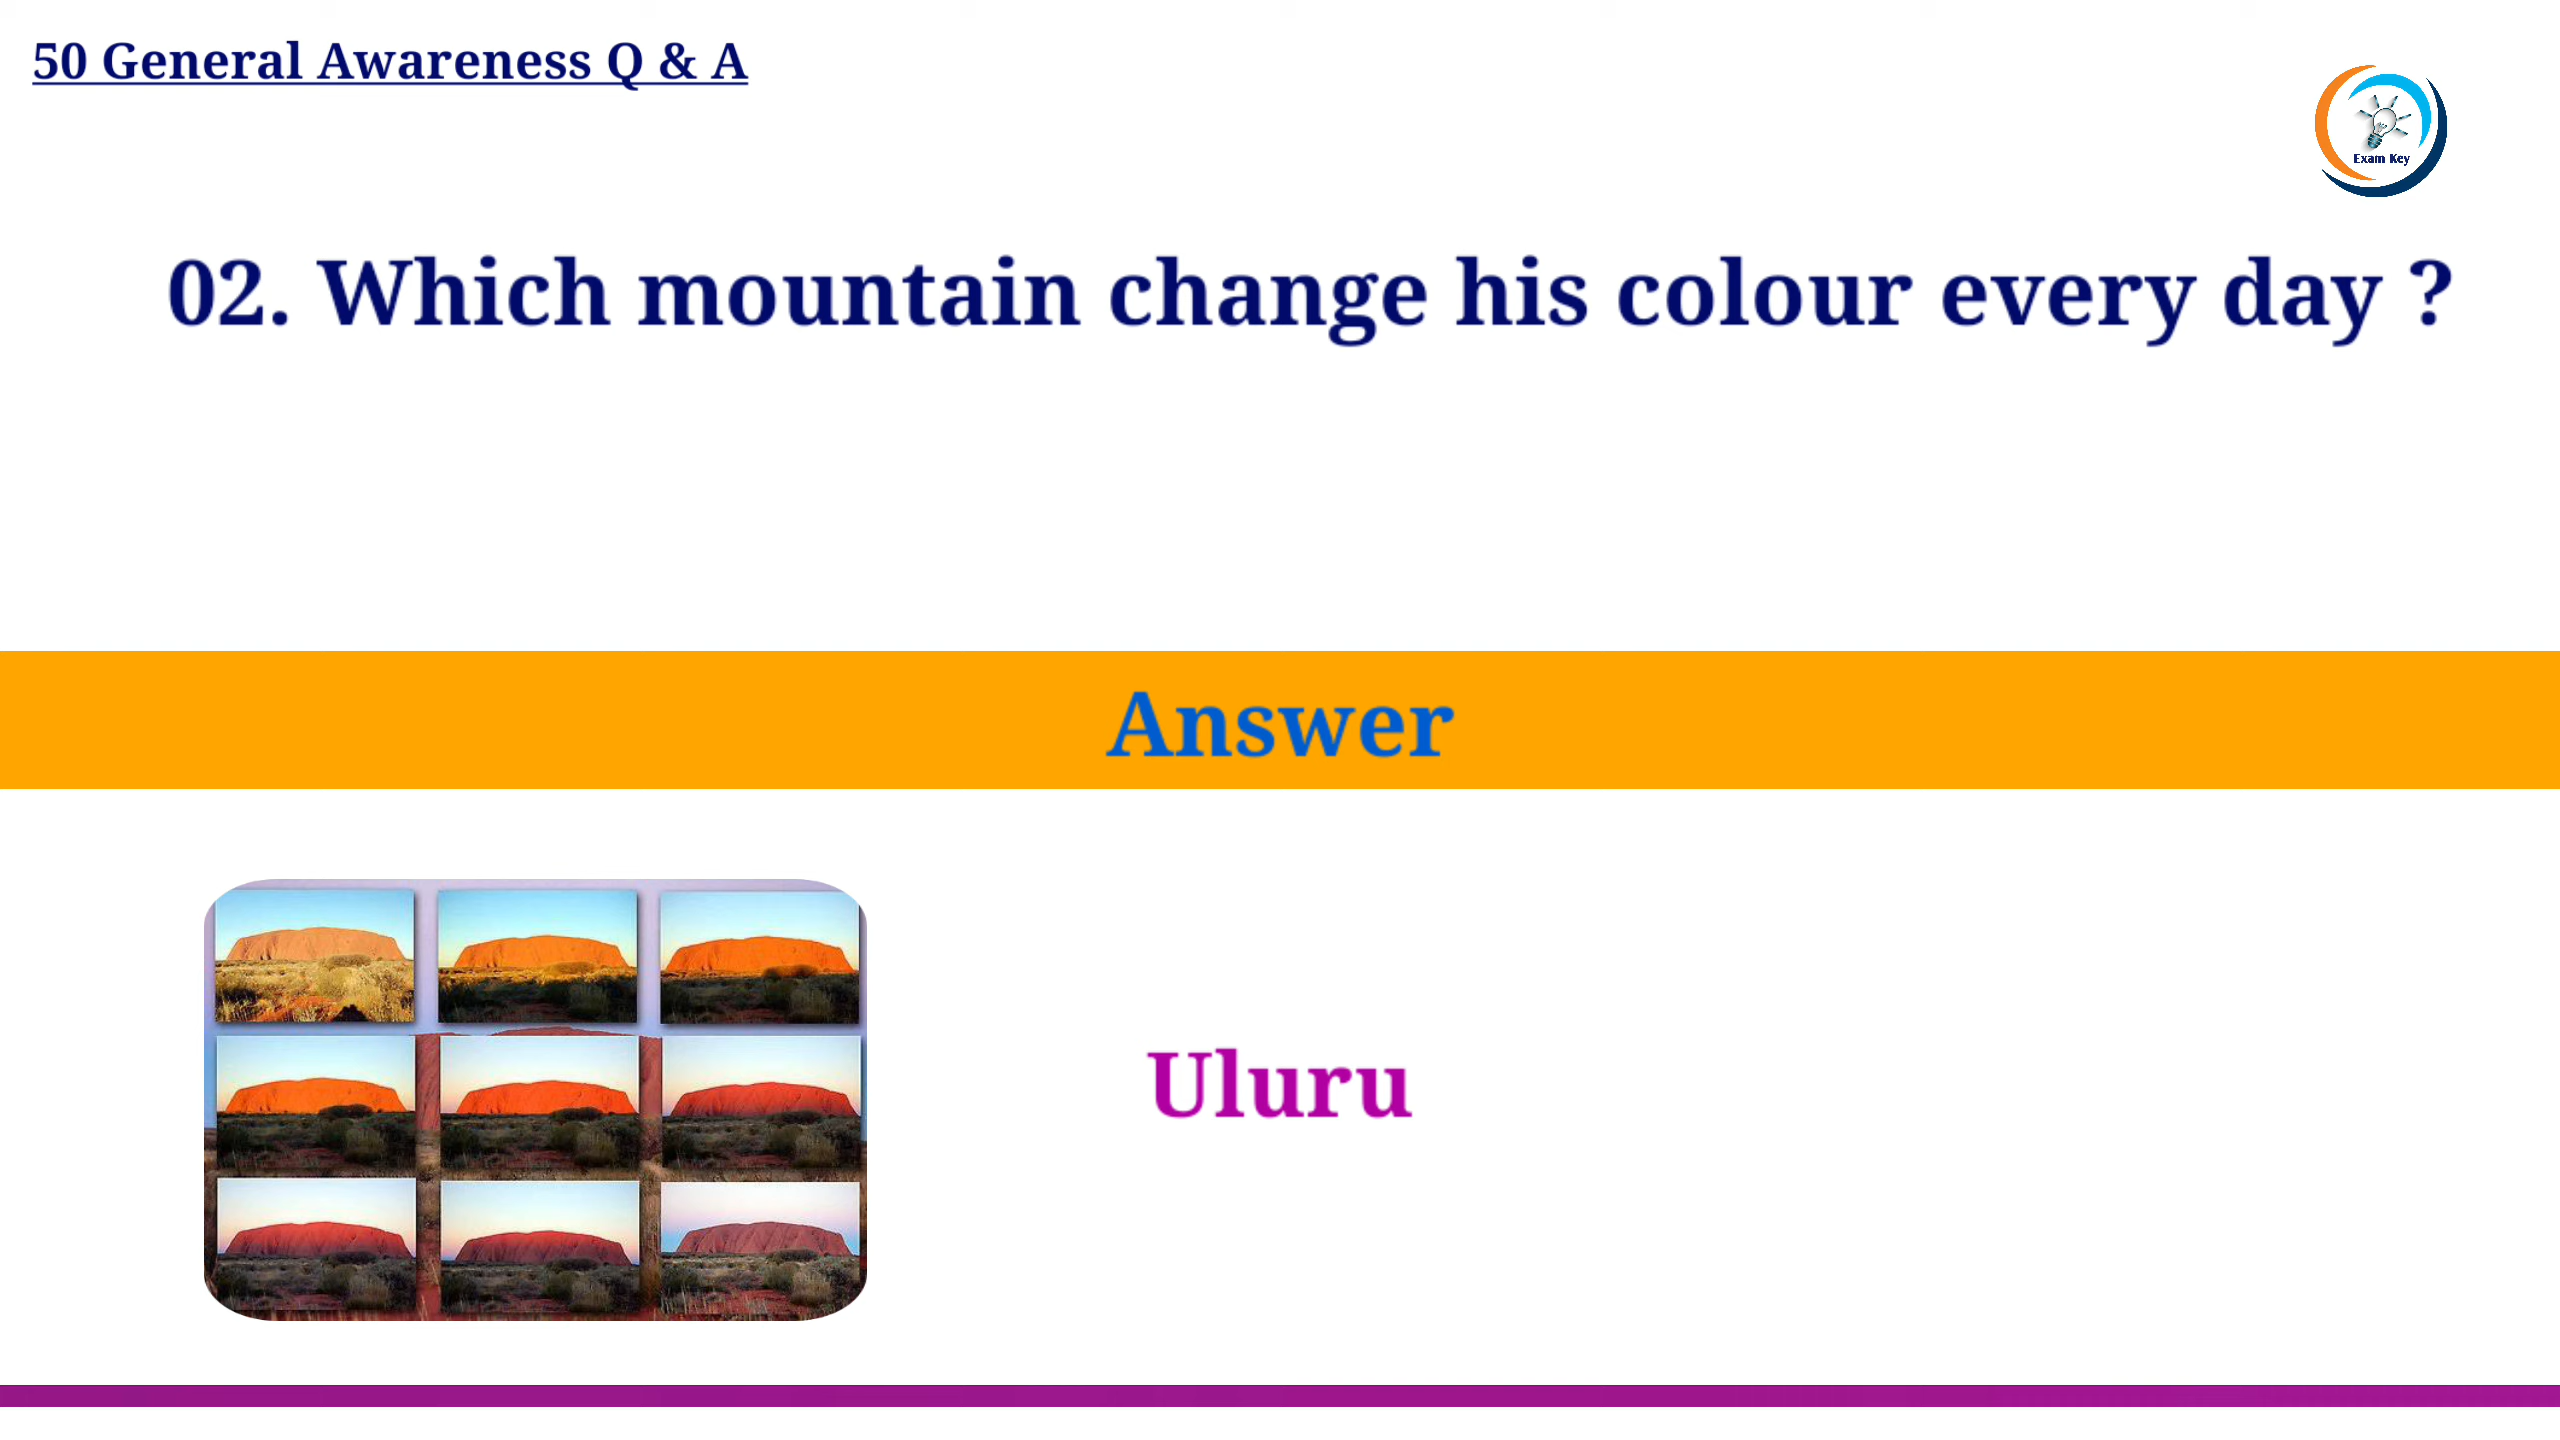 50 General Awareness Q & A
Exam Key
02. Which mountain change his colour every day ?
Answer
Uluru